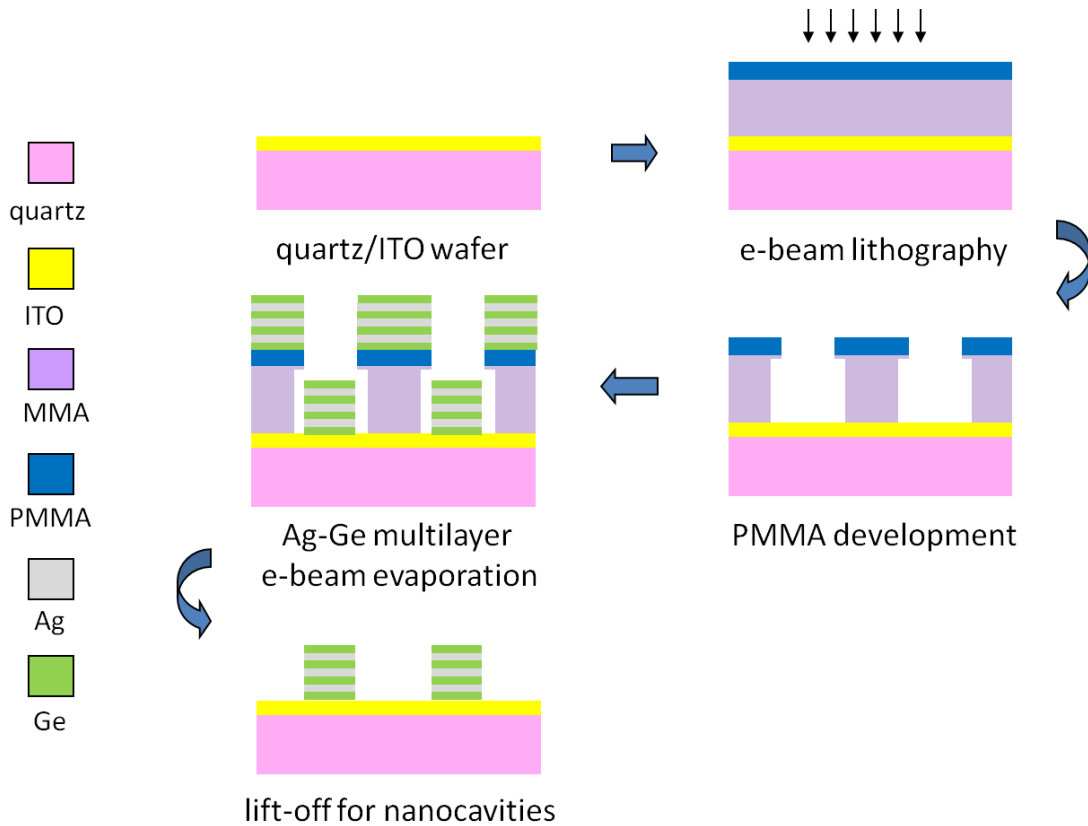 quartz
ITO
MMA
PMMA
Ag
Ge
quartz/ITO wafer
e-beam lithography
PMMA development
Ag-Ge multilayer
e-beam evaporation
lift-off for nanocavities